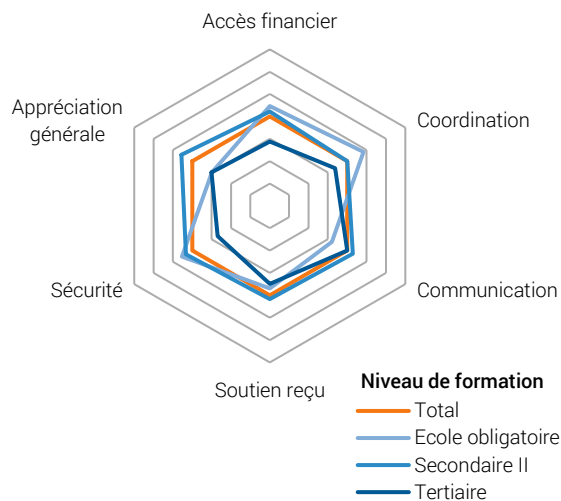 Accès financier
Appréciation
générale
Coordination
Sécurité
Communication
Soutien reçu
Niveau de formation
Total
Ecole obligatoire
Secondaire II
Tertiaire